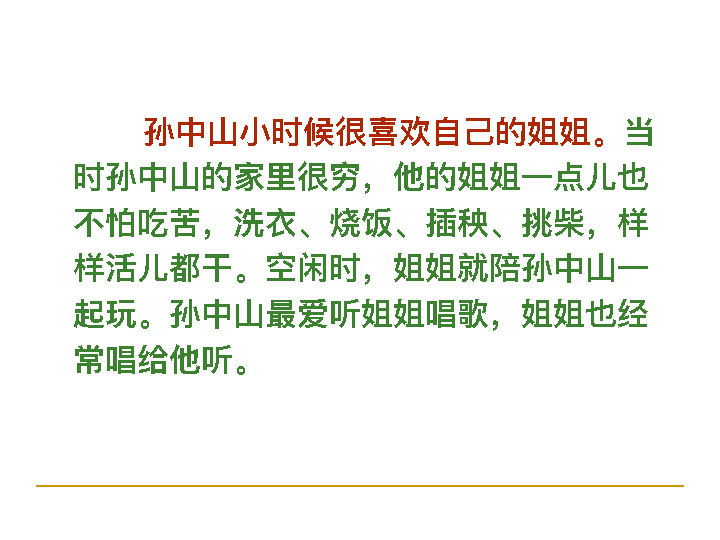 孙中山小时候很喜欢自己的姐姐。当
时孙中山的家里很穷，他的姐姐一点儿也
不怕吃苦，洗衣、烧饭、插秧、挑柴，样
样活儿都干。空闲时，姐姐就陪孙中山一
起玩。孙中山最爱听姐姐唱歌，姐姐也经
常唱给他听。